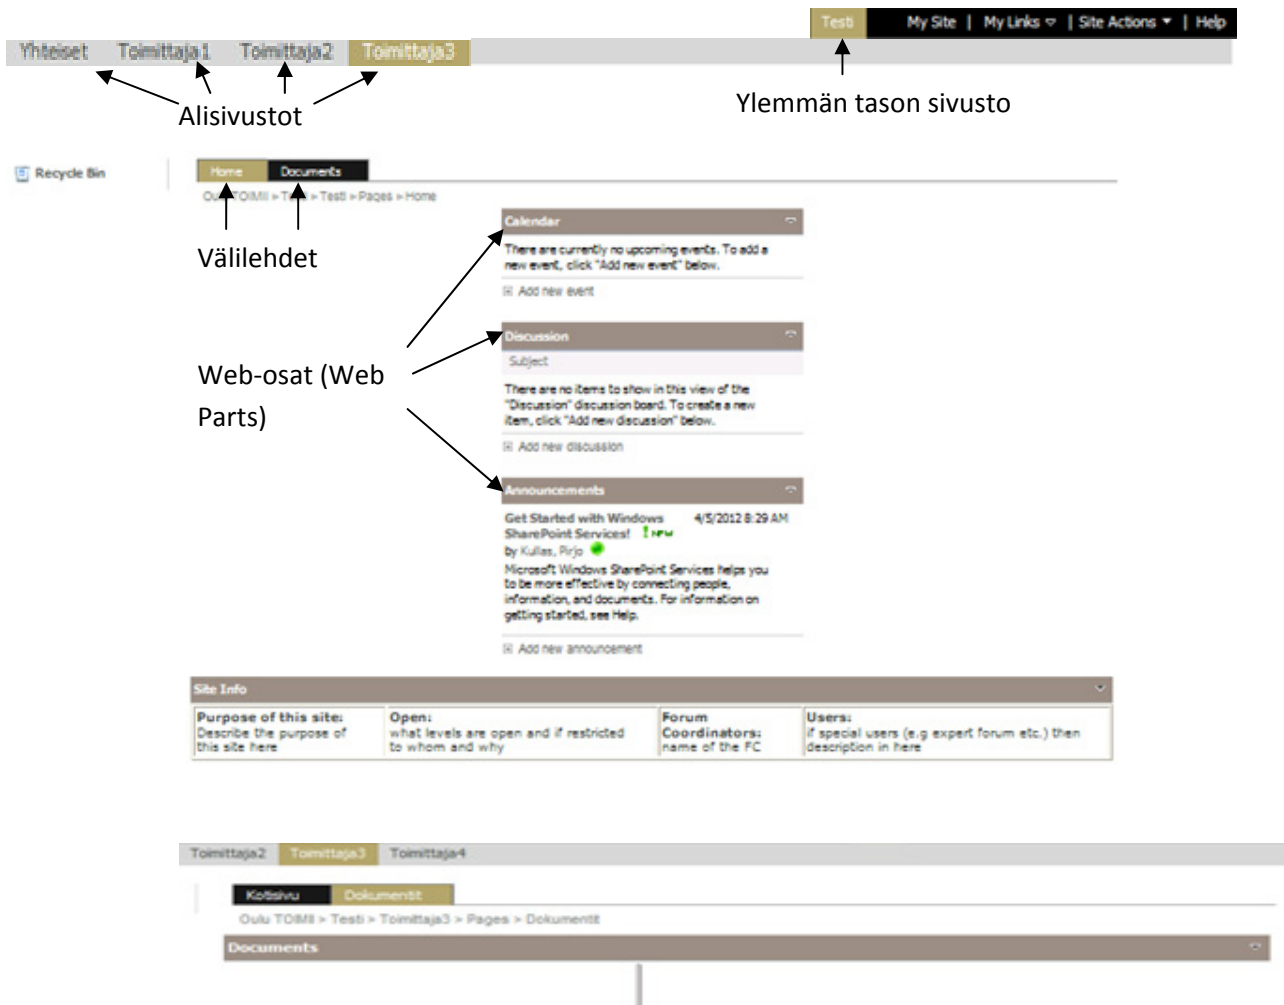 Testi My Site | My Links | Site Actions | Help
Yhteiset Toimittaja1 Toimittaja2 Toimittaja3
Alisivustot
Ylemmän tason sivusto
Recycle Bin
Home Documents
> Testi > Pages > Home
Välilehdet
Calendar
There are currently no upcoming events. To add a
new event, click "Add new event" below.
Add new event
Discussion
Subject
Web-osat (Web
Parts)
There are no items to show in this view of the
"Discussion" discussion board. To create a new
item, click "Add new discussion" below.
Add new discussion
Announcements
Get Started with Windows 4/5/2012 8:29 AM
SharePoint Services! ! NEW
by Kullas, Pirjo
Microsoft Windows SharePoint Services helps you
to be more effective by connecting people,
information, and documents. For information on
getting started, see Help.
Add new announcement
Site Info
Purpose of this site:
Describe the purpose of
this site here
Open:
what levels are open and if restricted
to whom and why
Forum
Coordinators:
name of the FC
Users:
if special users (e.g expert forum etc.) then
description in here
Toimittaja2 Toimittaja3 Toimittaja4
Kotisivu Dokumentit
Oulu TOIMII > Testi > Toimittaja3 > Pages > Dokumentit
Documents